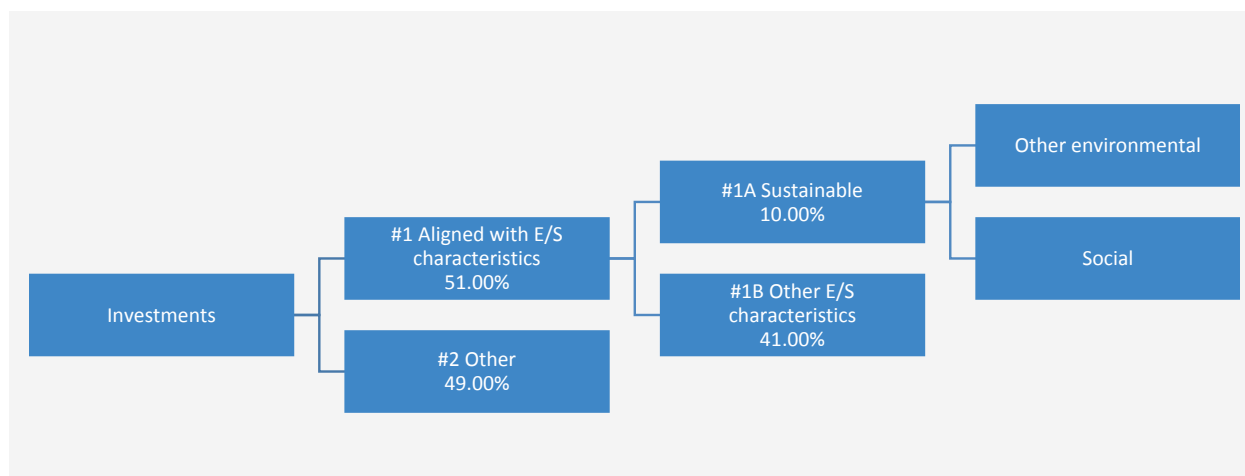 Investments
#1 Aligned with E/S
characteristics
51.00%
#2 Other
49.00%
#1A Sustainable
10.00%
#1B Other E/S
characteristics
41.00%
Other environmental
Social